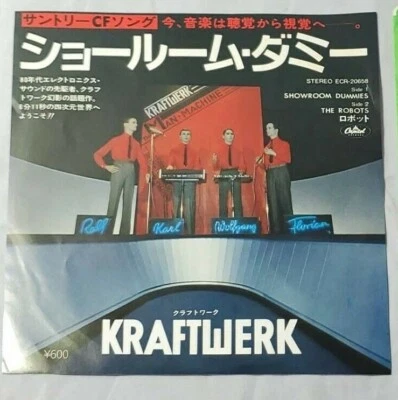 サントリーCFソング
今、音楽は聴覚から視覚へ──。
ショールーム・ダミー
80年代エレクトロニクス・
サウンドの先駆者、クラフ
トワーク幻影の話題作。
6分11秒の四次元世界へ
ようこそ!!
STEREO ECR-20658
Side 1
SHOWROOM DUMMIES
Side 2
THE ROBOTS
ロボット
Capitol
KRAFTWERK
MAN·MACHINE
Ralf
Karl
Wolfgang
Florian
クラフトワーク
KRAFTWERK
¥600